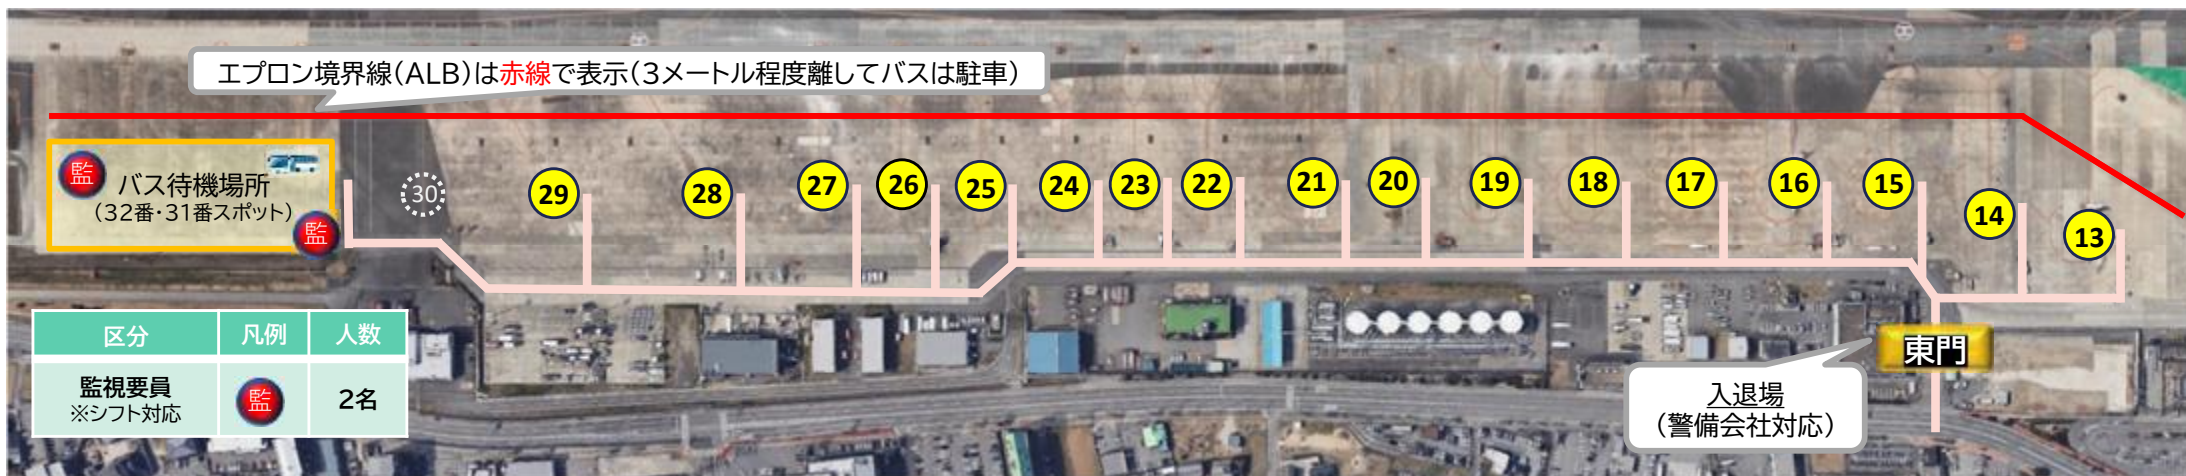 エプロン境界線(ALB)は赤線で表示(3メートル程度離してバスは駐車)
監
バス待機場所
(32番・31番スポット)
監
30
29
28
27
26
25
24
23
22
21
20
19
18
17
16
15
14
13
区分 凡例 人数
監視要員
※シフト対応
監
2名
東門
入退場
(警備会社対応)